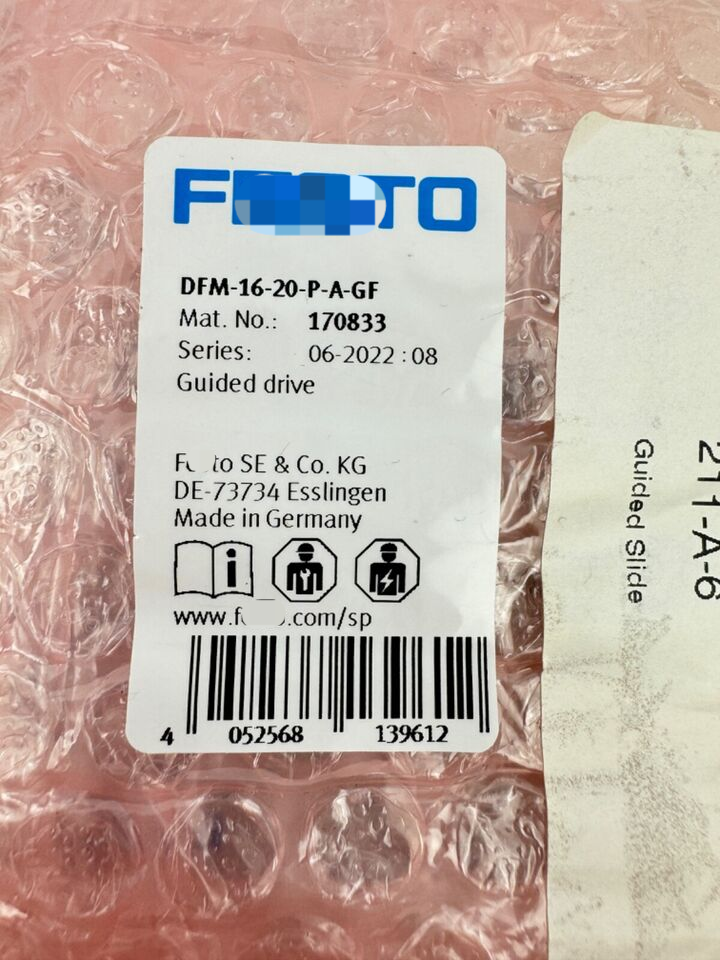 DFM-16-20-P-A-GF
Mat. No.: 170833
Series: 06-2022 : 08
Guided drive
to SE & Co. KG
DE-73734 Esslingen
Made in Germany
i
.com/sp
4 052568 139612
211-A-6
Guided Slide